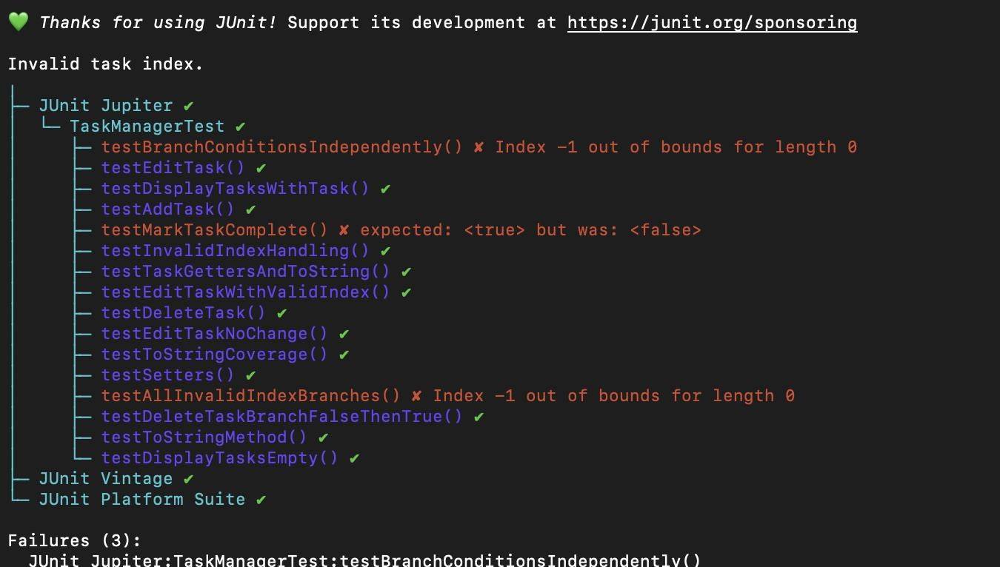 💚 Thanks for using JUnit! Support its development at https://junit.org/sponsoring
Invalid task index.
├─ JUnit Jupiter ✔
│  └─ TaskManagerTest ✔
│     ├─ testBranchConditionsIndependently() ✘ Index -1 out of bounds for length 0
│     ├─ testEditTask() ✔
│     ├─ testDisplayTasksWithTask() ✔
│     ├─ testAddTask() ✔
│     ├─ testMarkTaskComplete() ✘ expected: <true> but was: <false>
│     ├─ testInvalidIndexHandling() ✔
│     ├─ testTaskGettersAndToString() ✔
│     ├─ testEditTaskWithValidIndex() ✔
│     ├─ testDeleteTask() ✔
│     ├─ testEditTaskNoChange() ✔
│     ├─ testToStringCoverage() ✔
│     ├─ testSetters() ✔
│     ├─ testAllInvalidIndexBranches() ✘ Index -1 out of bounds for length 0
│     ├─ testDeleteTaskBranchFalseThenTrue() ✔
│     ├─ testToStringMethod() ✔
│     └─ testDisplayTasksEmpty() ✔
├─ JUnit Vintage ✔
└─ JUnit Platform Suite ✔
Failures (3):
JUnit Jupiter:TaskManagerTest:testBranchConditionsIndependently()